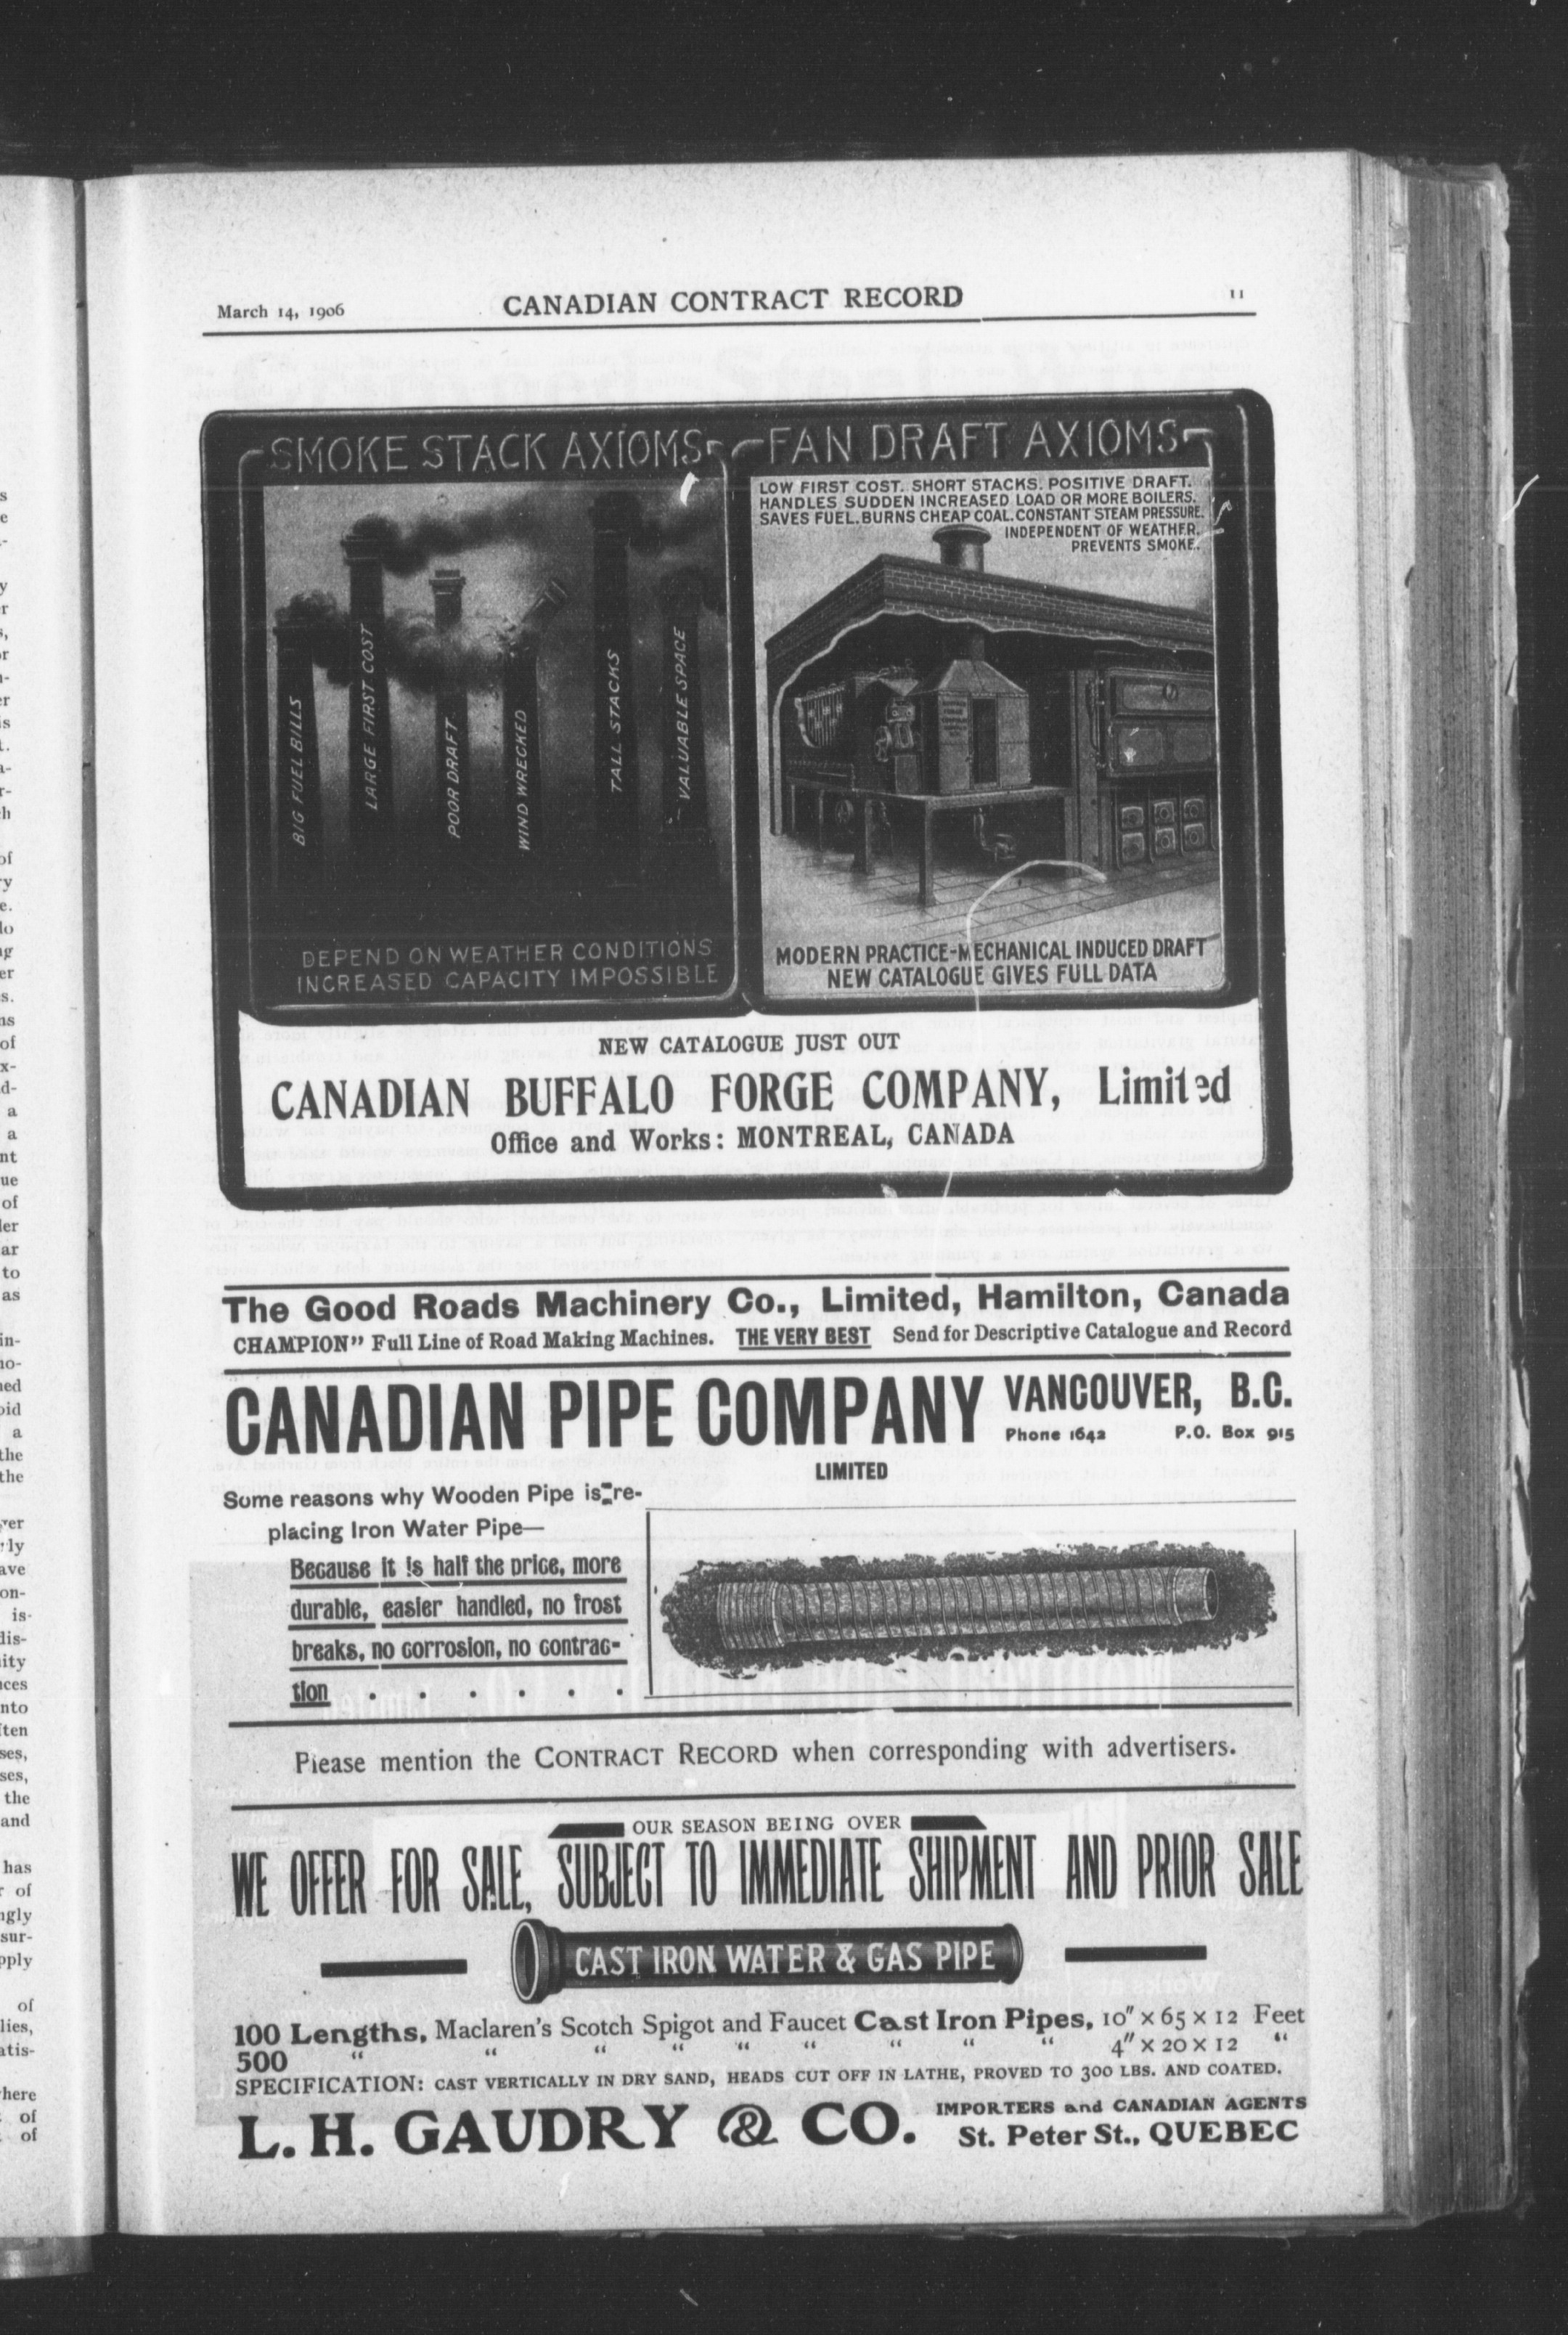 March 14, 1906 CANADIAN CONTRACT RECORD 11
SMOKE STACK AXIOMS
BIG FUEL BILLS
LARGE FIRST COST
POOR DRAFT
WIND WRECKED
TALL STACKS
VALUABLE SPACE
DEPEND ON WEATHER CONDITIONS
INCREASED CAPACITY IMPOSSIBLE
FAN DRAFT AXIOMS
LOW FIRST COST. SHORT STACKS. POSITIVE DRAFT.
HANDLES SUDDEN INCREASED LOAD OR MORE BOILERS.
SAVES FUEL. BURNS CHEAP COAL. CONSTANT STEAM PRESSURE.
INDEPENDENT OF WEATHER.
PREVENTS SMOKE.
MODERN PRACTICE-MECHANICAL INDUCED DRAFT
NEW CATALOGUE GIVES FULL DATA
NEW CATALOGUE JUST OUT
CANADIAN BUFFALO FORGE COMPANY, Limited
Office and Works: MONTREAL, CANADA
The Good Roads Machinery Co., Limited, Hamilton, Canada
CHAMPION" Full Line of Road Making Machines. THE VERY BEST Send for Descriptive Catalogue and Record
CANADIAN PIPE COMPANY VANCOUVER, B.C.
Phone 1642 P.O. Box 915
LIMITED
Some reasons why Wooden Pipe is re-
placing Iron Water Pipe—
Because it is half the price, more
durable, easier handled, no frost
breaks, no corrosion, no contrac-
tion . . . . . .
Please mention the CONTRACT RECORD when corresponding with advertisers.
OUR SEASON BEING OVER
WE OFFER FOR SALE, SUBJECT TO IMMEDIATE SHIPMENT AND PRIOR SALE
CAST IRON WATER & GAS PIPE
100 Lengths, Maclaren's Scotch Spigot and Faucet Cast Iron Pipes, 10" X 65 X 12 Feet
500 " " " " " " " " " 4" X 20 X 12 "
SPECIFICATION: CAST VERTICALLY IN DRY SAND, HEADS CUT OFF IN LATHE, PROVED TO 300 LBS. AND COATED.
L. H. GAUDRY & CO. IMPORTERS and CANADIAN AGENTS
St. Peter St., QUEBEC